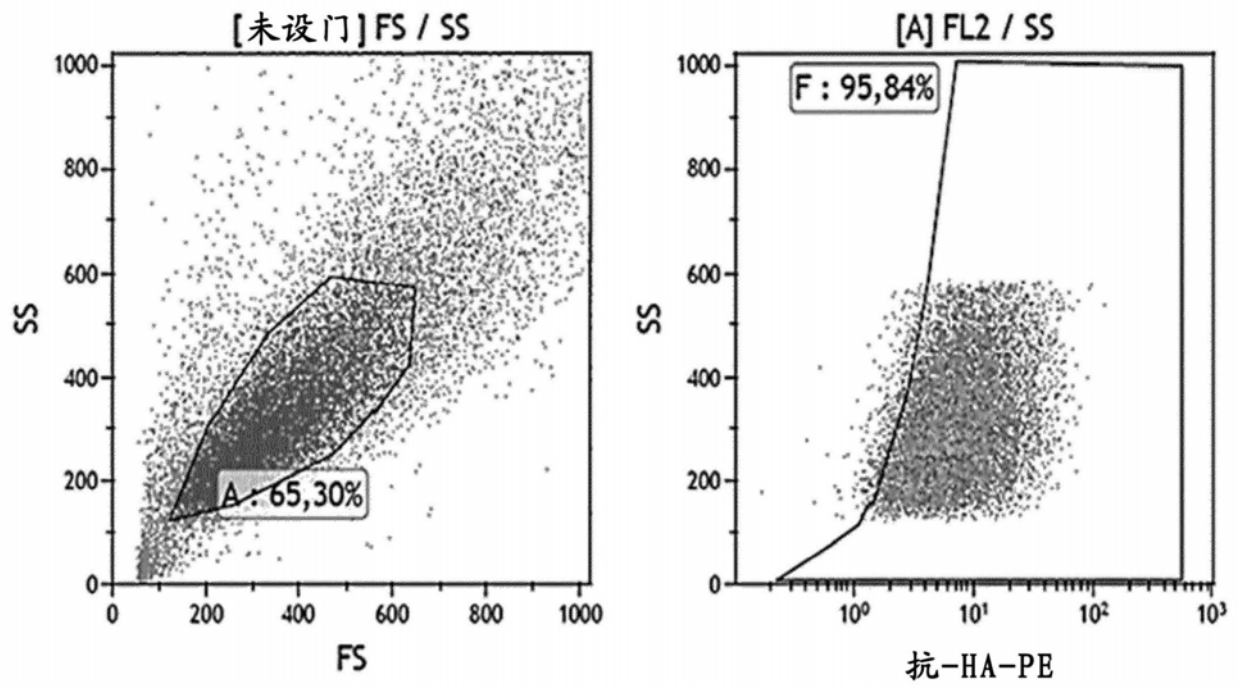 [未设门] FS / SS
1000
800
600
400
200
0
SS
A : 65,30%
0 200 400 600 800 1000
FS
[A] FL2 / SS
F : 95,84%
1000
800
600
400
200
0
SS
10⁰ 10¹ 10² 10³
抗-HA-PE